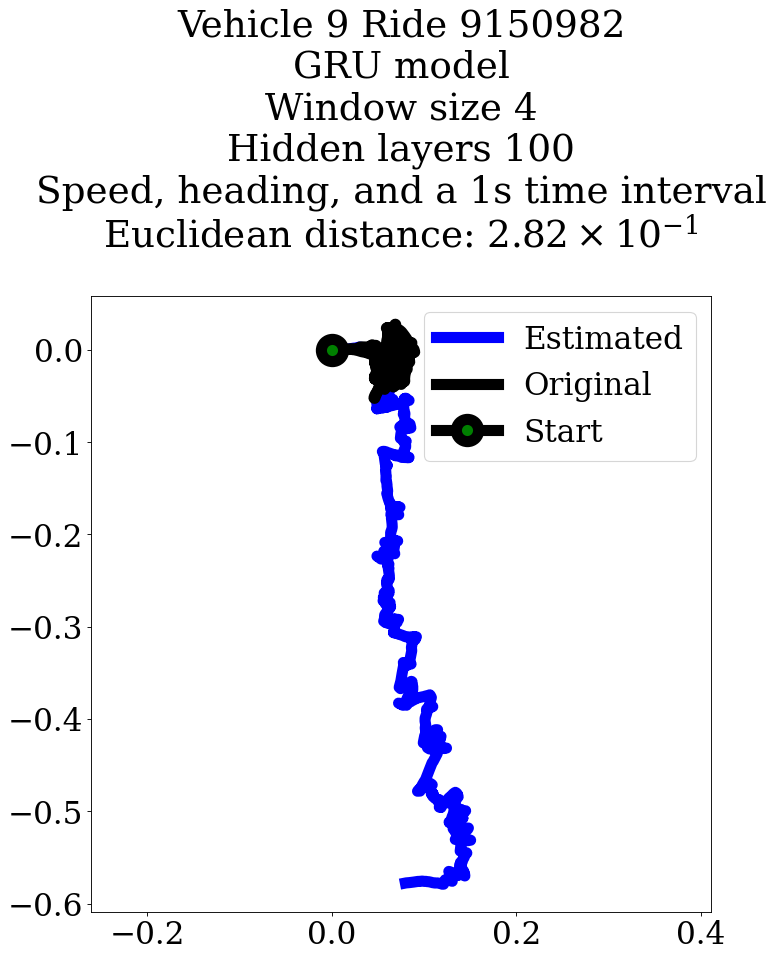 Vehicle 9 Ride 9150982
GRU model
Window size 4
Hidden layers 100
Speed, heading, and a 1s time interval
Euclidean distance: 2.82 × 10⁻¹
Estimated
Original
Start
0.0
−0.1
−0.2
−0.3
−0.4
−0.5
−0.6
−0.2
0.0
0.2
0.4